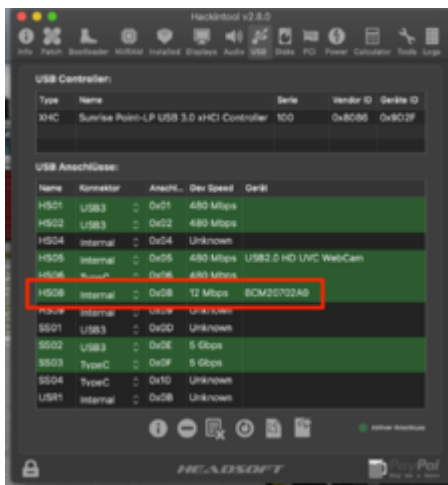 Hackintool v2.8.0
Info Patch Bootloader NVRAM Installed Displays Audio USB Disks PCI Power Calculator Tools Logs
USB Controller:
Type Name Serie Vendor ID Geräte ID
XHC Sunrise Point-LP USB 3.0 xHCI Controller 100 0x8086 0x9D2F
USB Anschlüsse:
Name Konnektor Anschl... Dev Speed Gerät
HS01 USB3 0x01 480 Mbps
HS02 USB3 0x02 480 Mbps
HS04 Internal 0x04 Unknown
HS05 Internal 0x05 480 Mbps USB2.0 HD UVC WebCam
HS06 TypeC 0x06 480 Mbps
HS08 Internal 0x08 12 Mbps BCM20702A0
HS09 Internal 0x09 Unknown
SS01 USB3 0x0D Unknown
SS02 USB3 0x0E 5 Gbps
SS03 TypeC 0x0F 5 Gbps
SS04 TypeC 0x10 Unknown
USR1 Internal 0x0B Unknown
HEADSOFT
PayPal